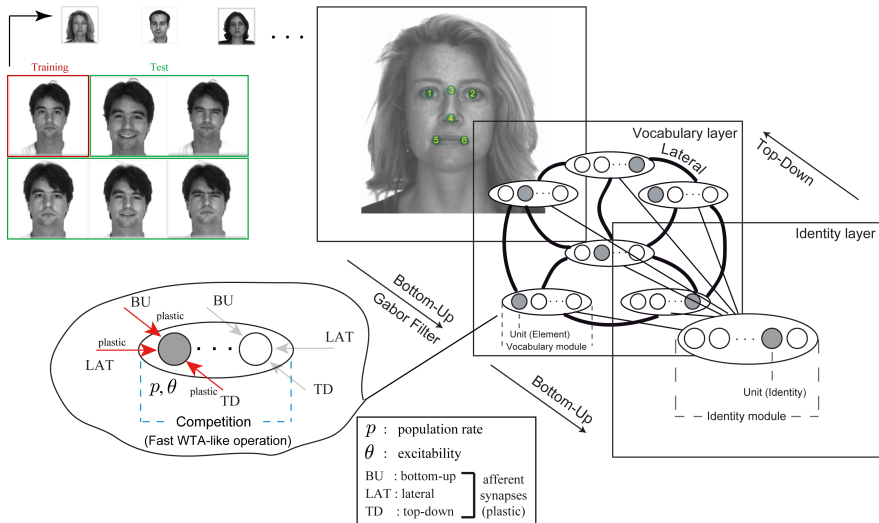 Training
Test
. . .
1
2
3
4
5
6
Vocabulary layer
Lateral
Top-Down
Identity layer
Bottom-Up
Gabor Filter
Unit (Element)
Vocabulary module
Bottom-Up
Unit (Identity)
Identity module
BU
plastic
BU
plastic
LAT
LAT
plastic
TD
TD
p, θ
Competition
(Fast WTA-like operation)
p : population rate
θ : excitability
BU : bottom-up
LAT : lateral
TD : top-down
afferent
synapses
(plastic)